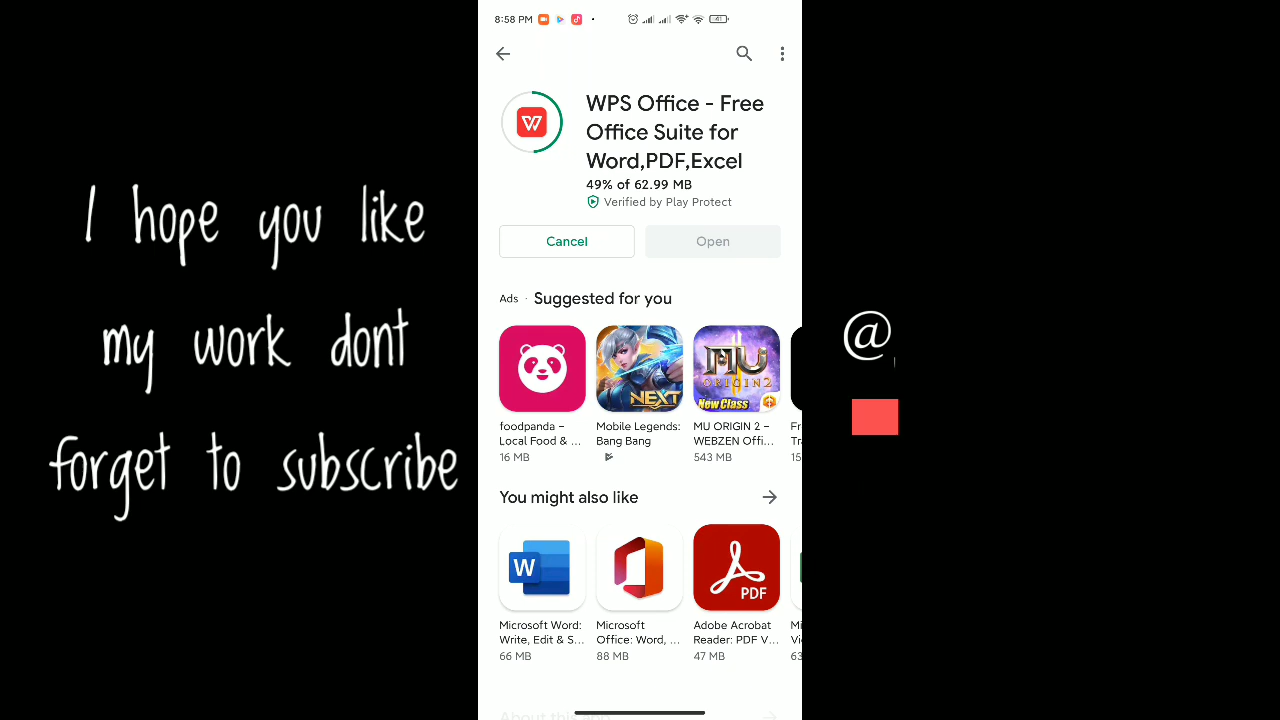 I hope you like
my work dont
forget to subscribe
8:58 PM
41
WPS Office - Free
Office Suite for
Word,PDF,Excel
49% of 62.99 MB
Verified by Play Protect
Cancel
Open
Ads · Suggested for you
NEXT
MU
ORIGIN 2
New Class
foodpanda –
Local Food & ...
16 MB
Mobile Legends:
Bang Bang
MU ORIGIN 2 –
WEBZEN Offi...
543 MB
You might also like
W
PDF
Microsoft Word:
Write, Edit & S...
66 MB
Microsoft
Office: Word, ...
88 MB
Adobe Acrobat
Reader: PDF V...
47 MB
About this app
@